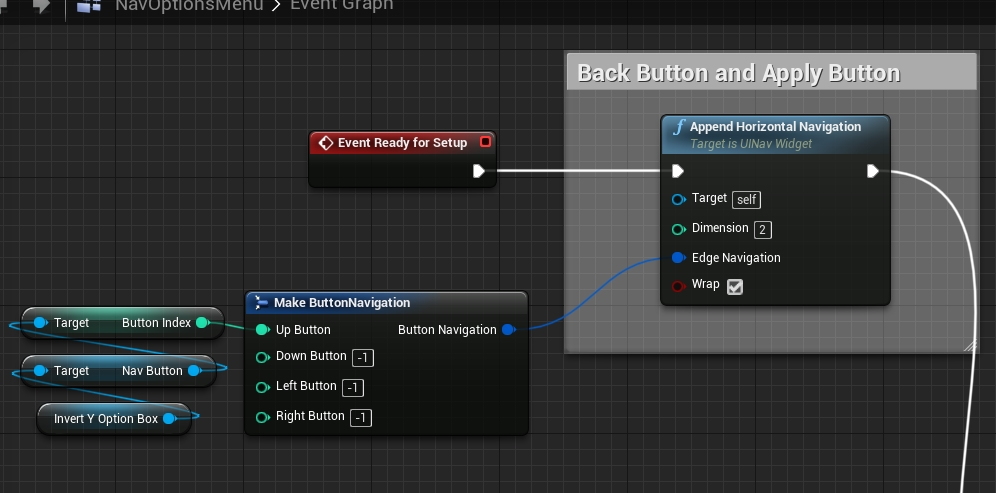 NavOptionsMenu > Event Graph
Back Button and Apply Button
Event Ready for Setup
f Append Horizontal Navigation
Target is UINav Widget
Target self
Dimension 2
Edge Navigation
Wrap
Make ButtonNavigation
Up Button Button Navigation
Down Button -1
Left Button -1
Right Button -1
Target Button Index
Target Nav Button
Invert Y Option Box